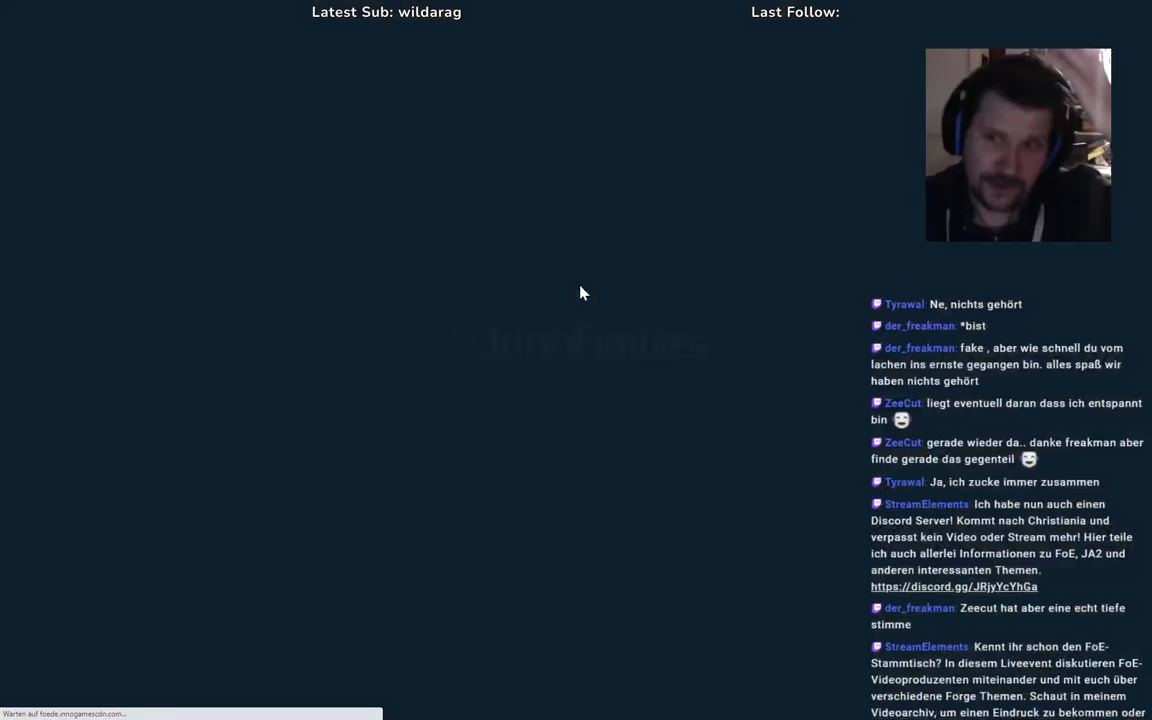 Latest Sub: wildarag
Last Follow:
InnoGames
Tyrawal: Ne, nichts gehört
der_freakman: *bist
der_freakman: fake , aber wie schnell du vom
lachen ins ernste gegangen bin. alles spaß wir
haben nichts gehört
ZeeCut: liegt eventuell daran dass ich entspannt
bin
ZeeCut: gerade wieder da.. danke freakman aber
finde gerade das gegenteil
Tyrawal: Ja, ich zucke immer zusammen
StreamElements: Ich habe nun auch einen
Discord Server! Kommt nach Christiania und
verpasst kein Video oder Stream mehr! Hier teile
ich auch allerlei Informationen zu FoE, JA2 und
anderen interessanten Themen.
https://discord.gg/JRjyYcYhGa
der_freakman: Zeecut hat aber eine echt tiefe
stimme
StreamElements: Kennt ihr schon den FoE-
Stammtisch? In diesem Liveevent diskutieren FoE-
Videoproduzenten miteinander und mit euch über
verschiedene Forge Themen. Schaut in meinem
Videoarchiv, um einen Eindruck zu bekommen oder
Warten auf foede.innogamescdn.com...